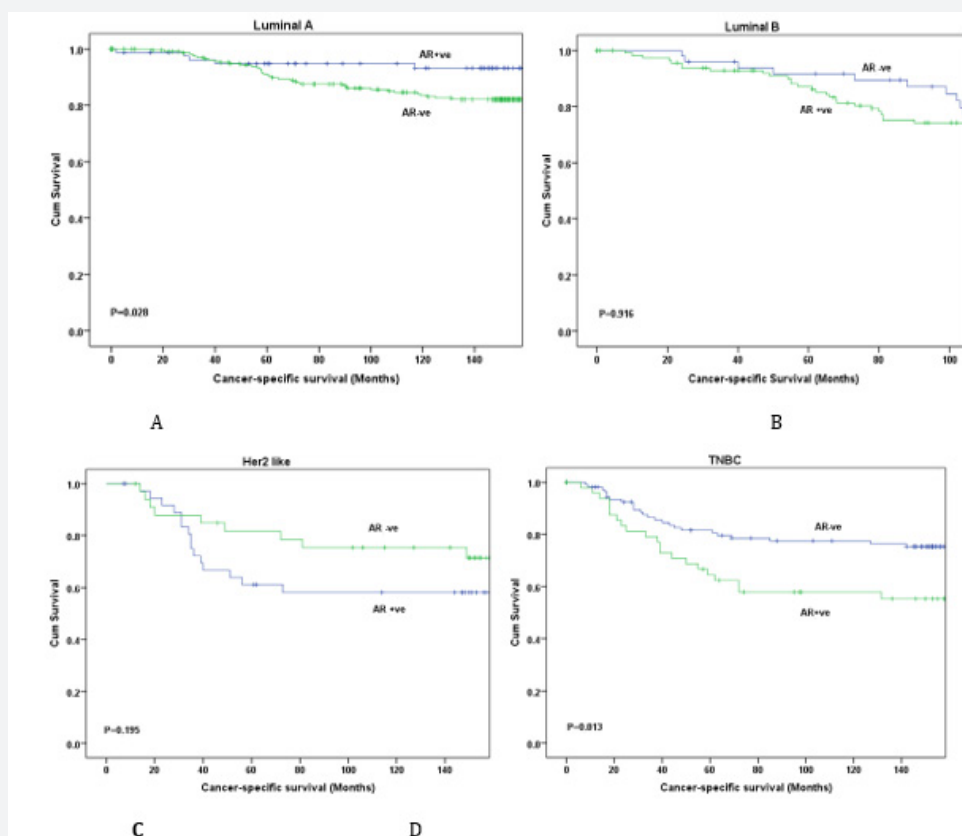 Luminal A
1.0
0.8
0.6
0.4
0.2
0.0
Cum Survival
AR+ve
AR-ve
P=0.028
0 20 40 60 80 100 120 140
Cancer-specific survival (Months)
A
Luminal B
1.0
0.8
0.6
0.4
0.2
0.0
Cum Survival
AR -ve
AR +ve
P=0.916
0 20 40 60 80 100
Cancer-specific Survival (Months)
B
Her2 like
1.0
0.8
0.6
0.4
0.2
0.0
Cum Survival
AR -ve
AR +ve
P=0.195
0 20 40 60 80 100 120 140
Cancer-specific survival (Months)
C
TNBC
1.0
0.8
0.6
0.4
0.2
0.0
Cum Survival
AR-ve
AR+ve
P=0.013
0 20 40 60 80 100 120 140
Cancer-specific survival (Months)
D